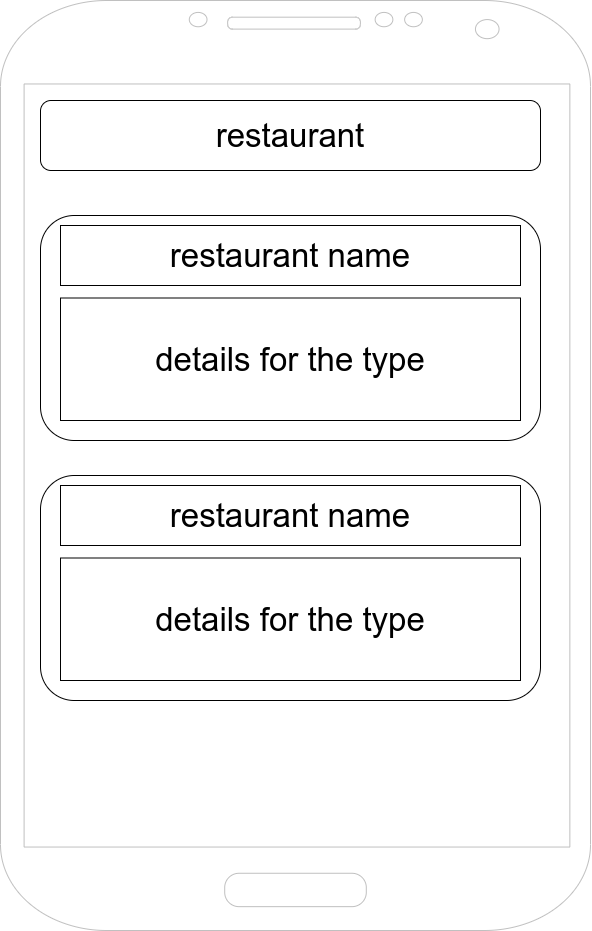 restaurant
restaurant name
details for the type
restaurant name
details for the type